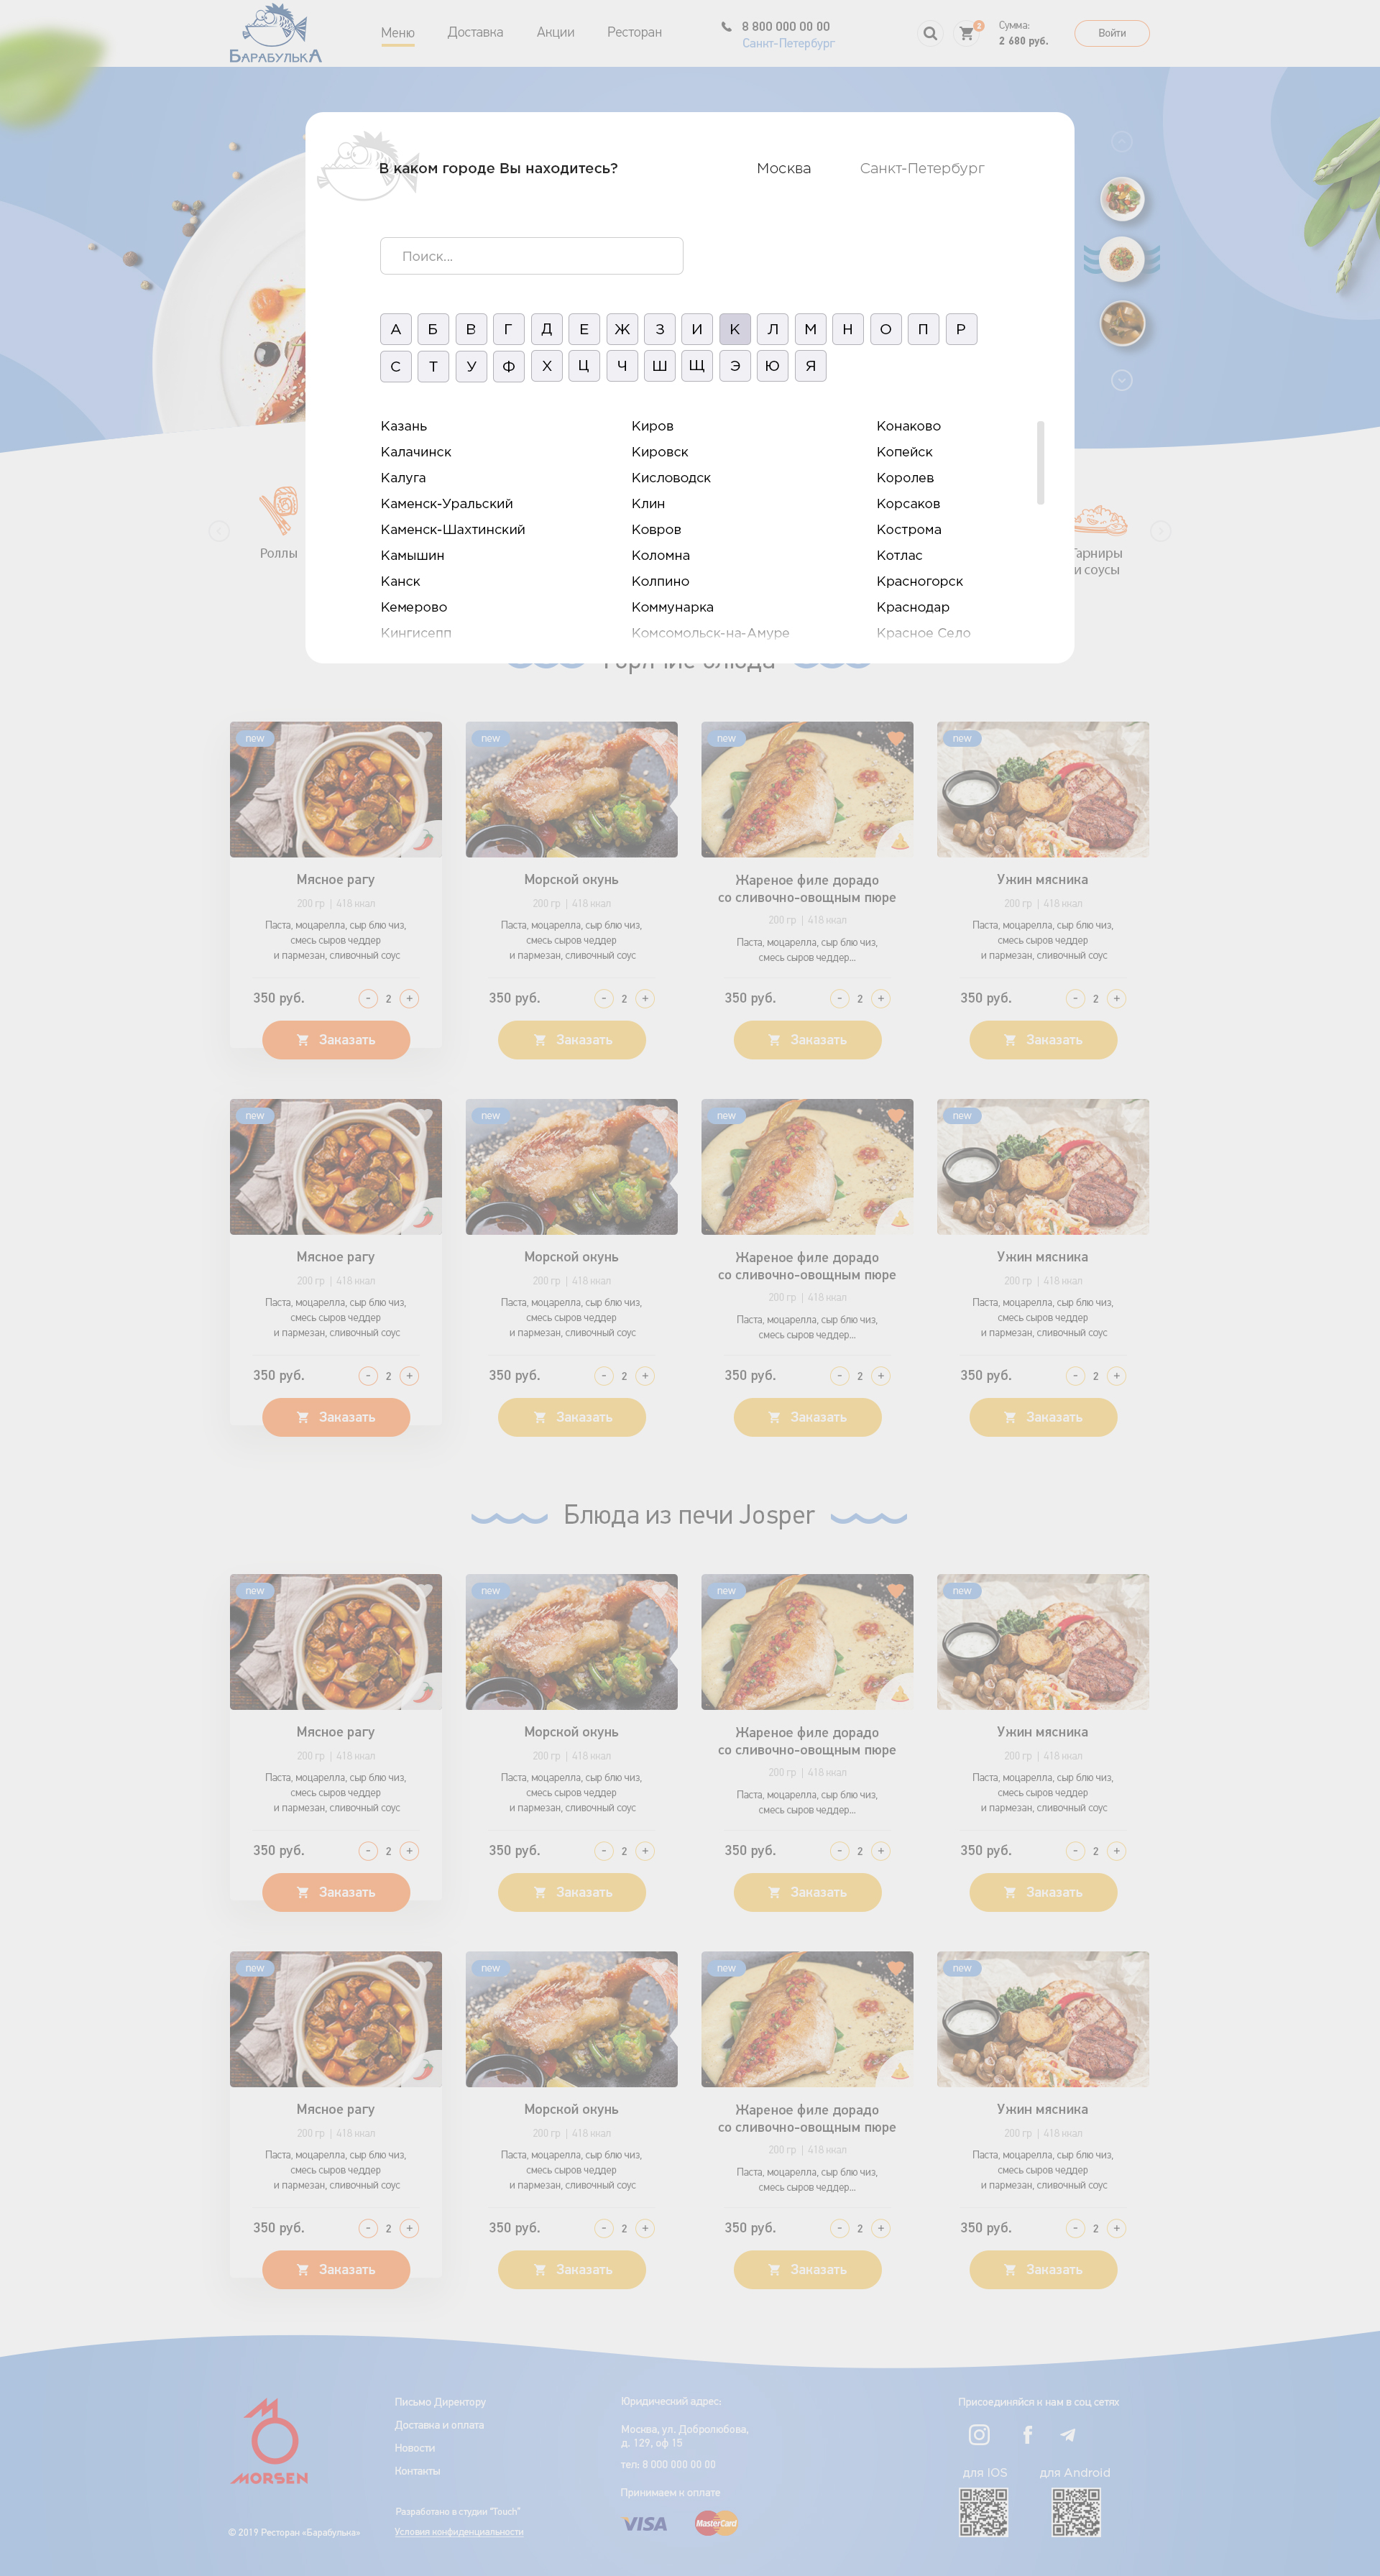 БАРАБУЛЬКА
Меню
Доставка
Акции
Ресторан
8 800 000 00 00
Санкт-Петербург
2
Сумма:
2 680 руб.
Войти
В каком городе Вы находитесь?
Москва
Санкт-Петербург
Поиск...
А Б В Г Д Е Ж З И К Л М Н О П Р
С Т У Ф Х Ц Ч Ш Щ Э Ю Я
Казань
Калачинск
Калуга
Каменск-Уральский
Каменск-Шахтинский
Камышин
Канск
Кемерово
Кингисепп
Киров
Кировск
Кисловодск
Клин
Ковров
Коломна
Колпино
Коммунарка
Комсомольск-на-Амуре
Конаково
Копейск
Королев
Корсаков
Кострома
Котлас
Красногорск
Краснодар
Красное Село
Роллы
Гарниры
и соусы
Горячие блюда
new
Мясное рагу
200 гр | 418 ккал
Паста, моцарелла, сыр блю чиз,
смесь сыров чеддер
и пармезан, сливочный соус
350 руб.
- 2 +
Заказать
new
Морской окунь
200 гр | 418 ккал
Паста, моцарелла, сыр блю чиз,
смесь сыров чеддер
и пармезан, сливочный соус
350 руб.
- 2 +
Заказать
new
Жареное филе дорадо
со сливочно-овощным пюре
200 гр | 418 ккал
Паста, моцарелла, сыр блю чиз,
смесь сыров чеддер...
350 руб.
- 2 +
Заказать
new
Ужин мясника
200 гр | 418 ккал
Паста, моцарелла, сыр блю чиз,
смесь сыров чеддер
и пармезан, сливочный соус
350 руб.
- 2 +
Заказать
new
Мясное рагу
200 гр | 418 ккал
Паста, моцарелла, сыр блю чиз,
смесь сыров чеддер
и пармезан, сливочный соус
350 руб.
- 2 +
Заказать
new
Морской окунь
200 гр | 418 ккал
Паста, моцарелла, сыр блю чиз,
смесь сыров чеддер
и пармезан, сливочный соус
350 руб.
- 2 +
Заказать
new
Жареное филе дорадо
со сливочно-овощным пюре
200 гр | 418 ккал
Паста, моцарелла, сыр блю чиз,
смесь сыров чеддер...
350 руб.
- 2 +
Заказать
new
Ужин мясника
200 гр | 418 ккал
Паста, моцарелла, сыр блю чиз,
смесь сыров чеддер
и пармезан, сливочный соус
350 руб.
- 2 +
Заказать
Блюда из печи Josper
new
Мясное рагу
200 гр | 418 ккал
Паста, моцарелла, сыр блю чиз,
смесь сыров чеддер
и пармезан, сливочный соус
350 руб.
- 2 +
Заказать
new
Морской окунь
200 гр | 418 ккал
Паста, моцарелла, сыр блю чиз,
смесь сыров чеддер
и пармезан, сливочный соус
350 руб.
- 2 +
Заказать
new
Жареное филе дорадо
со сливочно-овощным пюре
200 гр | 418 ккал
Паста, моцарелла, сыр блю чиз,
смесь сыров чеддер...
350 руб.
- 2 +
Заказать
new
Ужин мясника
200 гр | 418 ккал
Паста, моцарелла, сыр блю чиз,
смесь сыров чеддер
и пармезан, сливочный соус
350 руб.
- 2 +
Заказать
new
Мясное рагу
200 гр | 418 ккал
Паста, моцарелла, сыр блю чиз,
смесь сыров чеддер
и пармезан, сливочный соус
350 руб.
- 2 +
Заказать
new
Морской окунь
200 гр | 418 ккал
Паста, моцарелла, сыр блю чиз,
смесь сыров чеддер
и пармезан, сливочный соус
350 руб.
- 2 +
Заказать
new
Жареное филе дорадо
со сливочно-овощным пюре
200 гр | 418 ккал
Паста, моцарелла, сыр блю чиз,
смесь сыров чеддер...
350 руб.
- 2 +
Заказать
new
Ужин мясника
200 гр | 418 ккал
Паста, моцарелла, сыр блю чиз,
смесь сыров чеддер
и пармезан, сливочный соус
350 руб.
- 2 +
Заказать
MORSEN
© 2019 Ресторан «Барабулька»
Письмо Директору
Доставка и оплата
Новости
Контакты
Разработано в студии "Touch"
Условия конфиденциальности
Юридический адрес:
Москва, ул. Добролюбова,
д. 129, оф 15
тел: 8 000 000 00 00
Принимаем к оплате
VISA
MasterCard
Присоединяйся к нам в соц сетях
для IOS
для Android